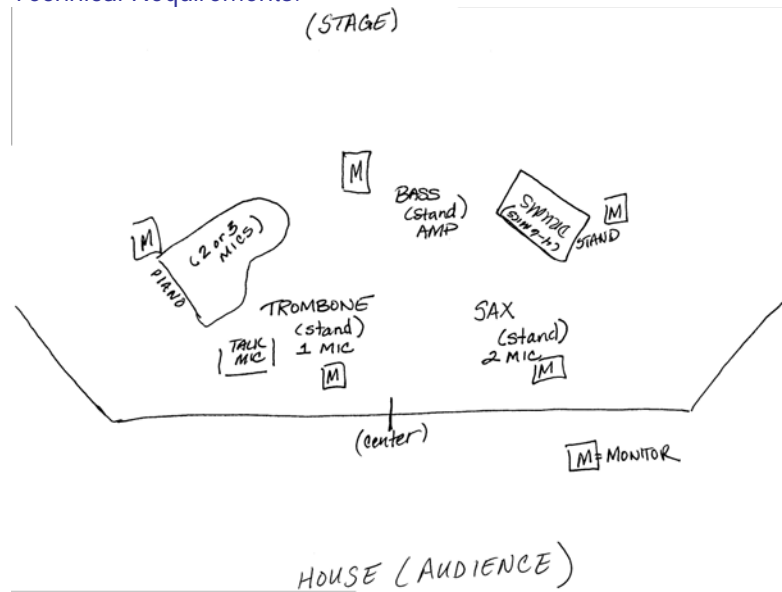 Technical Requirements:
(STAGE)
M
BASS
(stand)
AMP
DRUMS
(4-6 MICS)
M
STAND
M
(2 or 3
MICS)
PIANO
TROMBONE
(stand)
1 MIC
M
TALK
MIC
SAX
(stand)
2 MIC
M
(center)
M = MONITOR
HOUSE (AUDIENCE)